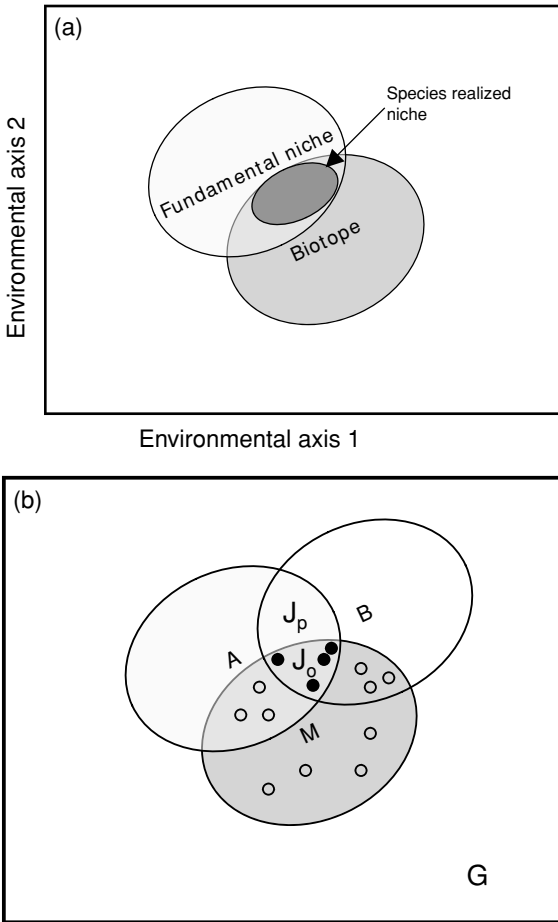 (a)
Species realized
niche
Fundamental niche
Biotope
Environmental axis 2
Environmental axis 1
(b)
Jp
B
A
Jo
M
G